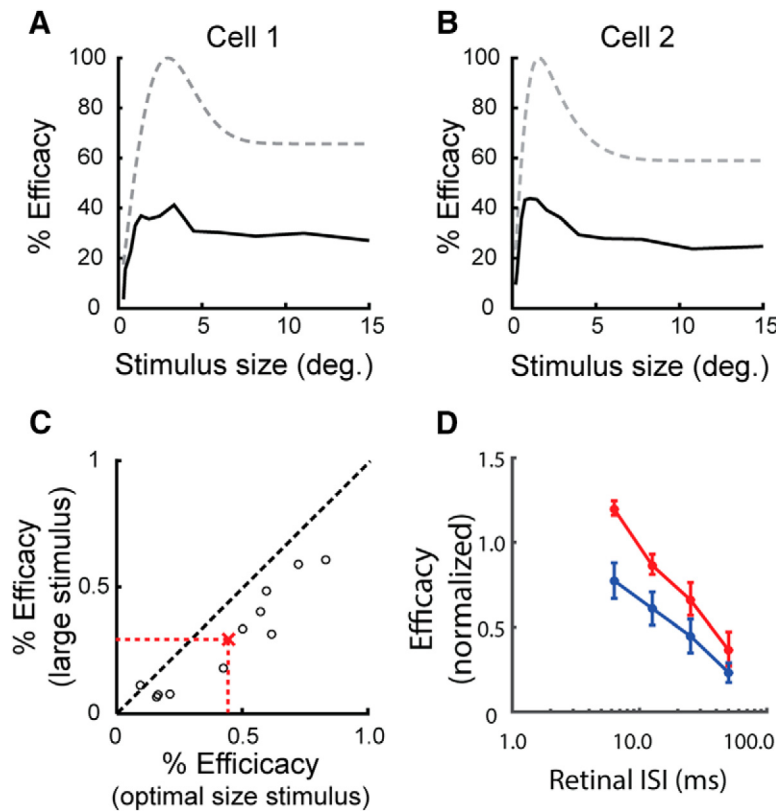 A
Cell 1
% Efficacy
100
80
60
40
20
0
0 5 10 15
Stimulus size (deg.)
B
Cell 2
% Efficacy
100
80
60
40
20
0
0 5 10 15
Stimulus size (deg.)
C
% Efficacy
(large stimulus)
1
0.5
0
0 0.5 1.0
% Efficicacy
(optimal size stimulus)
D
Efficacy
(normalized)
1.5
1.0
0.5
0
1.0 10.0 100.0
Retinal ISI (ms)